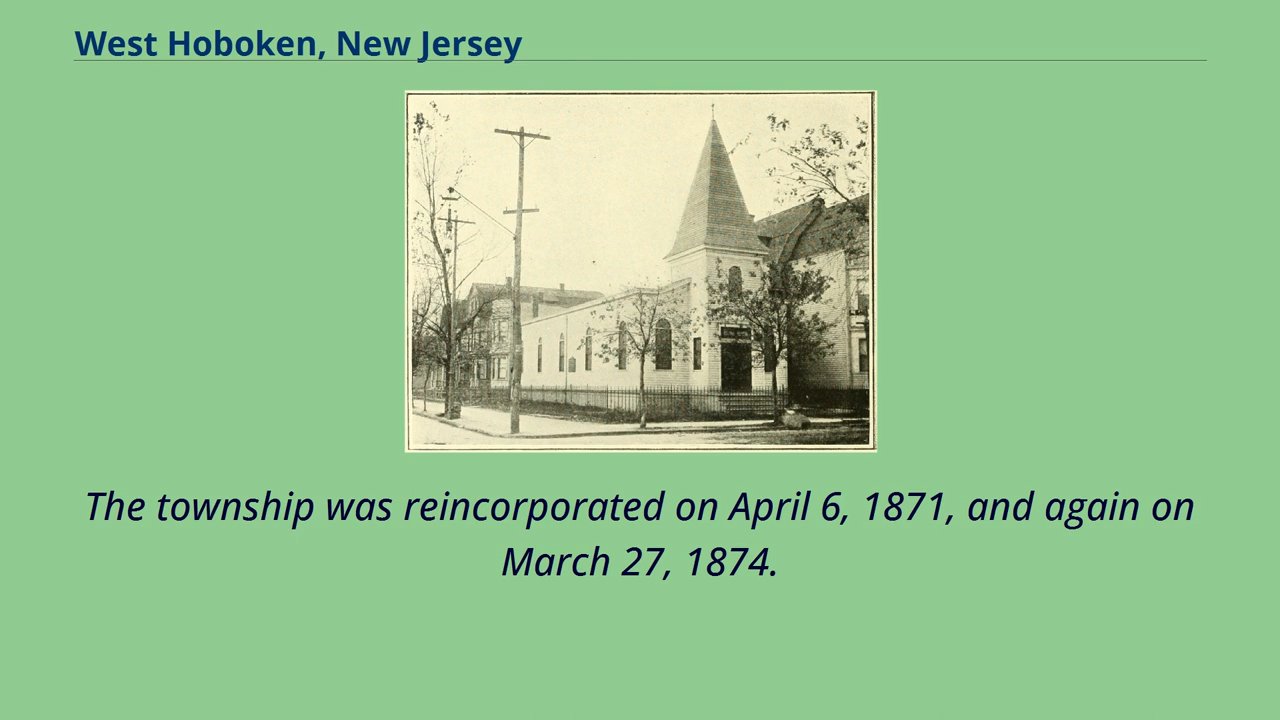 West Hoboken, New Jersey
The township was reincorporated on April 6, 1871, and again on
March 27, 1874.